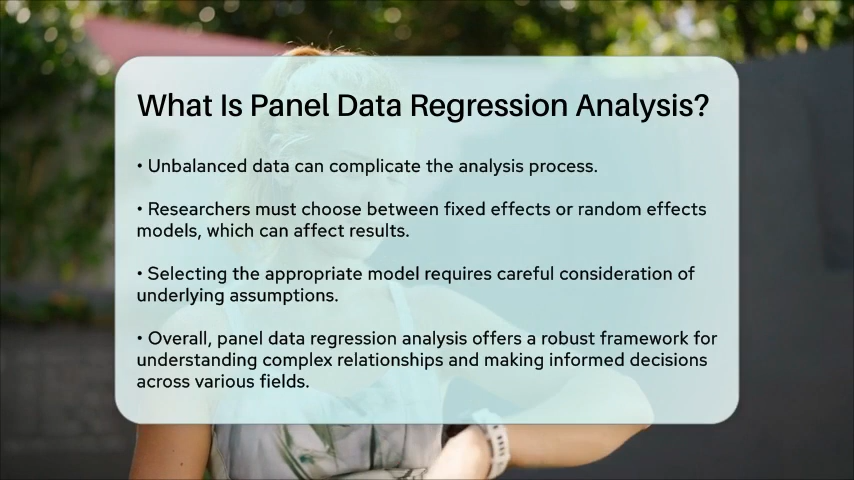 What Is Panel Data Regression Analysis?
• Unbalanced data can complicate the analysis process.
• Researchers must choose between fixed effects or random effects
models, which can affect results.
• Selecting the appropriate model requires careful consideration of
underlying assumptions.
• Overall, panel data regression analysis offers a robust framework for
understanding complex relationships and making informed decisions
across various fields.